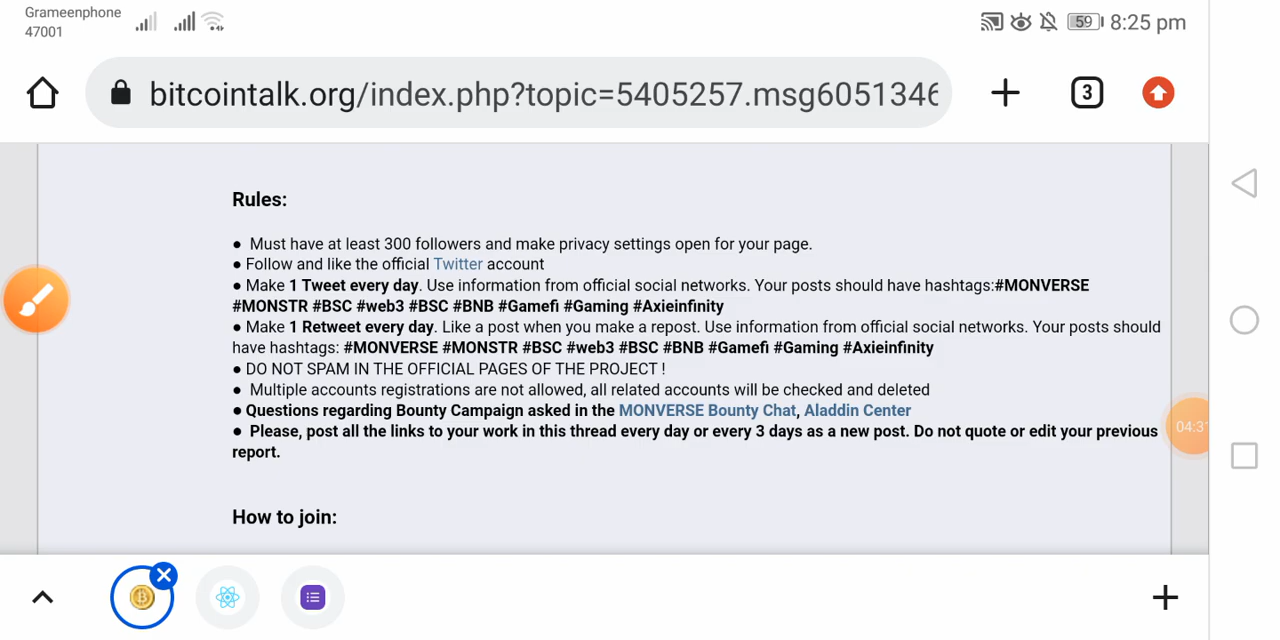 Grameenphone
47001
59 8:25 pm
bitcointalk.org/index.php?topic=5405257.msg6051346
3
Rules:
● Must have at least 300 followers and make privacy settings open for your page.
● Follow and like the official Twitter account
● Make 1 Tweet every day. Use information from official social networks. Your posts should have hashtags:#MONVERSE
#MONSTR #BSC #web3 #BSC #BNB #Gamefi #Gaming #Axieinfinity
● Make 1 Retweet every day. Like a post when you make a repost. Use information from official social networks. Your posts should
have hashtags: #MONVERSE #MONSTR #BSC #web3 #BSC #BNB #Gamefi #Gaming #Axieinfinity
● DO NOT SPAM IN THE OFFICIAL PAGES OF THE PROJECT !
● Multiple accounts registrations are not allowed, all related accounts will be checked and deleted
● Questions regarding Bounty Campaign asked in the MONVERSE Bounty Chat, Aladdin Center
04:31
● Please, post all the links to your work in this thread every day or every 3 days as a new post. Do not quote or edit your previous
report.
How to join: